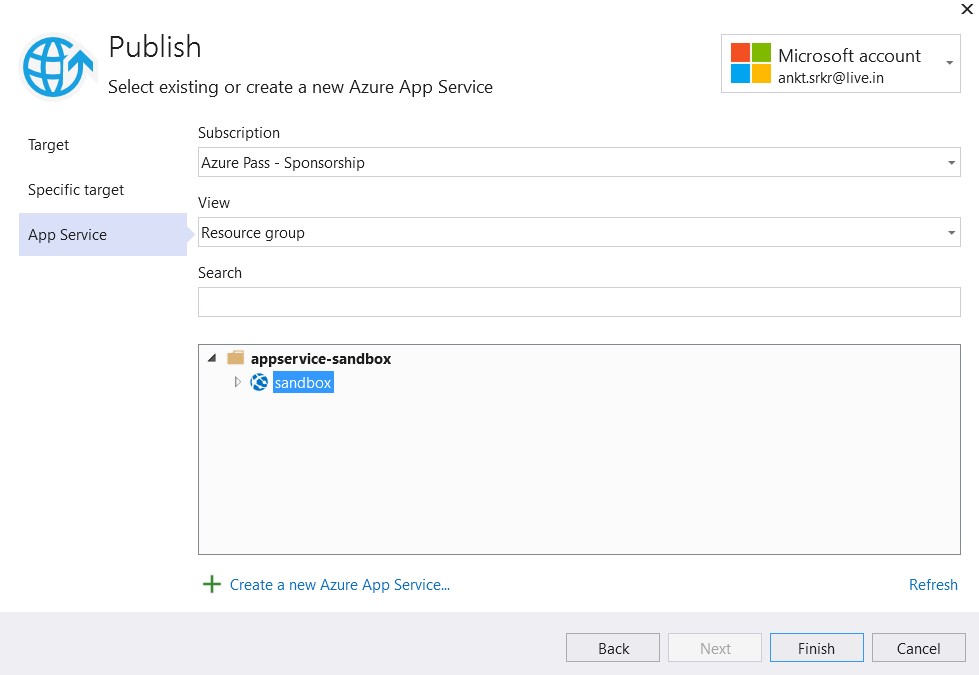 Publish
Select existing or create a new Azure App Service
Microsoft account
ankt.srkr@live.in
Target
Specific target
App Service
Subscription
Azure Pass - Sponsorship
View
Resource group
Search
appservice-sandbox
sandbox
Create a new Azure App Service...
Refresh
Back
Next
Finish
Cancel